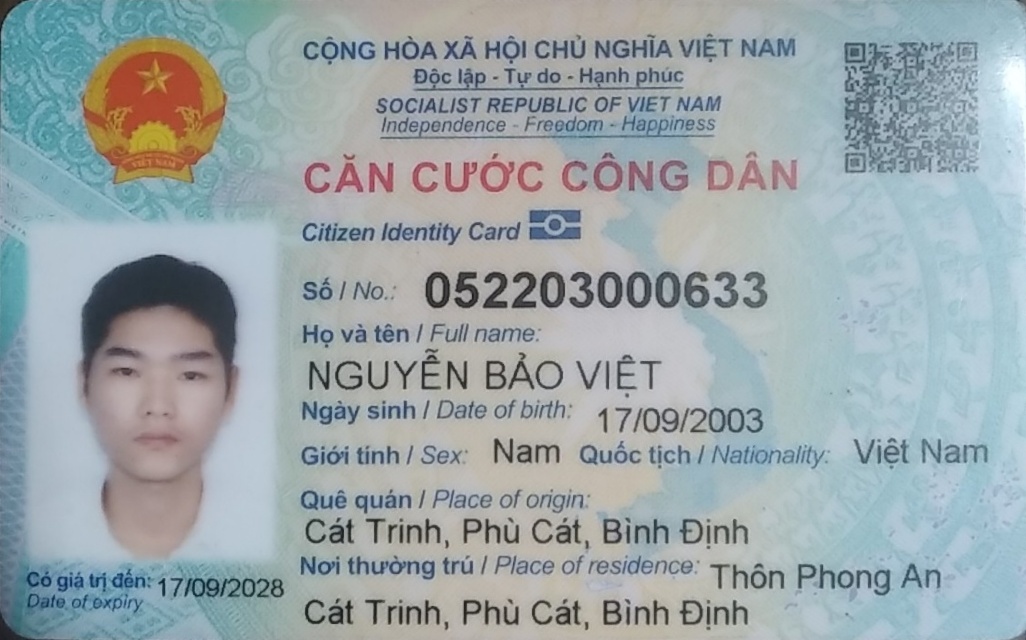 CỘNG HÒA XÃ HỘI CHỦ NGHĨA VIỆT NAM
Độc lập - Tự do - Hạnh phúc
SOCIALIST REPUBLIC OF VIET NAM
Independence - Freedom - Happiness
VIỆT NAM
CĂN CƯỚC CÔNG DÂN
Citizen Identity Card
Số / No.: 052203000633
Họ và tên / Full name:
NGUYỄN BẢO VIỆT
Ngày sinh / Date of birth: 17/09/2003
Giới tính / Sex: Nam Quốc tịch / Nationality: Việt Nam
Quê quán / Place of origin:
Cát Trinh, Phù Cát, Bình Định
Nơi thường trú / Place of residence: Thôn Phong An
Cát Trinh, Phù Cát, Bình Định
Có giá trị đến: 17/09/2028
Date of expiry